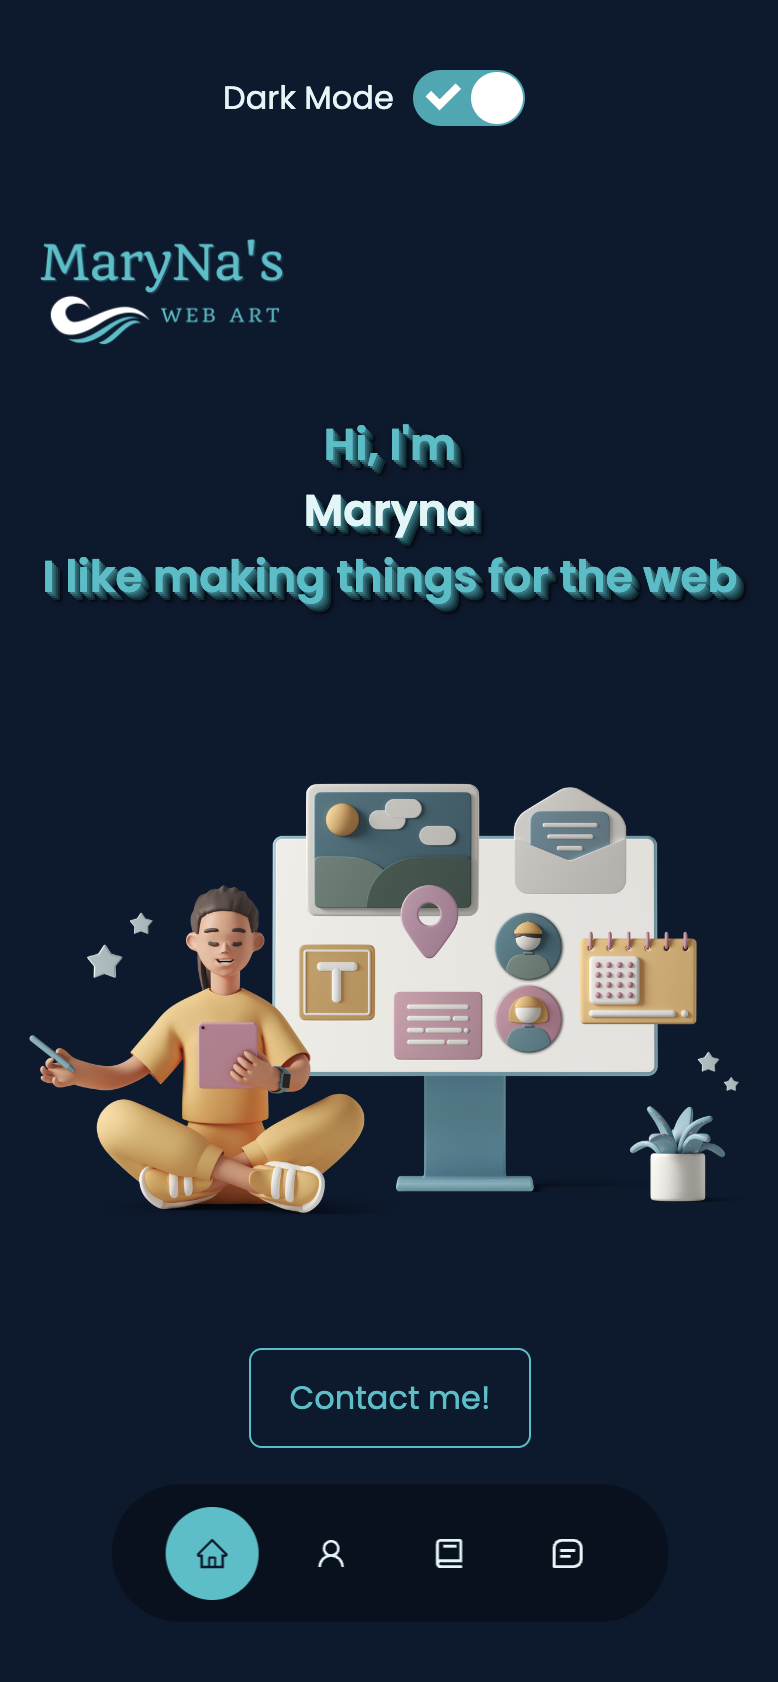 Dark Mode
MaryNa's
WEB ART
Hi, I'm
Maryna
I like making things for the web
T
Contact me!